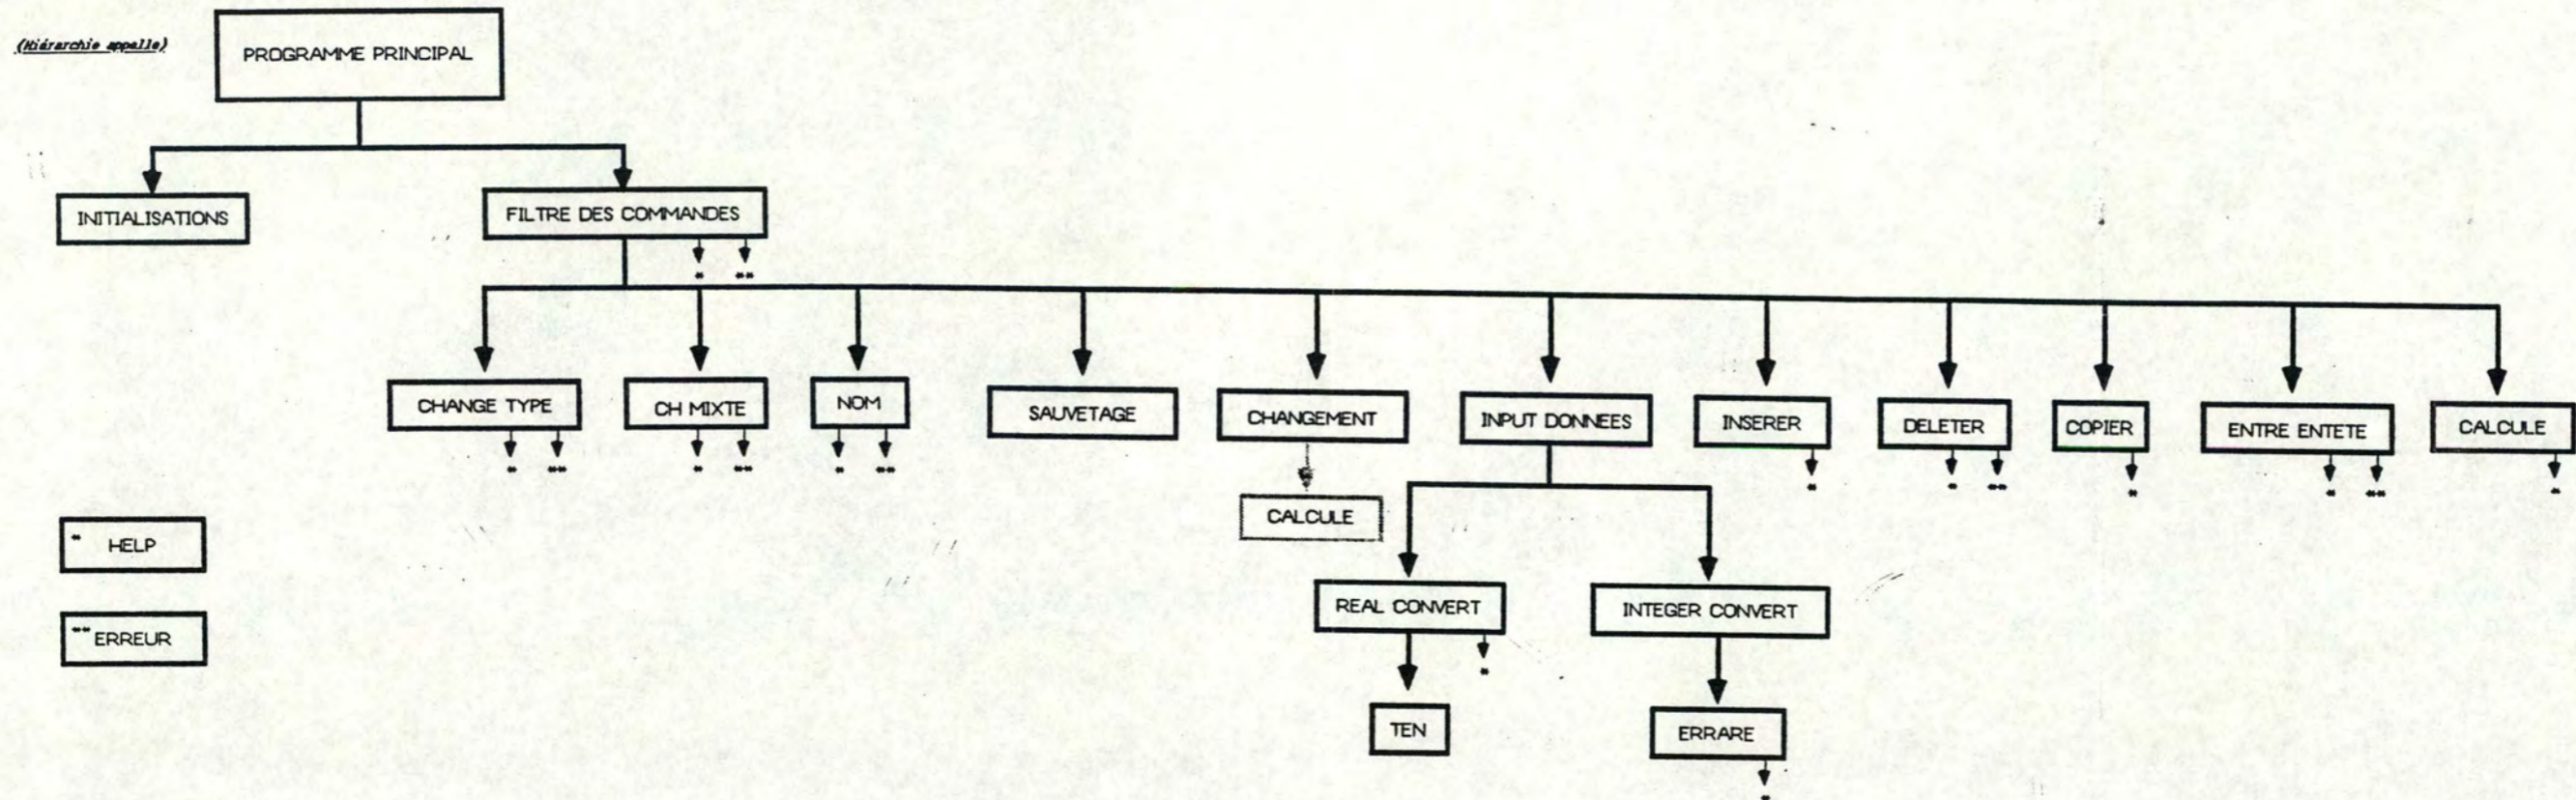 (Hiérarchie appelle)
PROGRAMME PRINCIPAL
INITIALISATIONS
FILTRE DES COMMANDES
*
**
CHANGE TYPE
CH MIXTE
NOM
SAUVETAGE
CHANGEMENT
INPUT DONNEES
INSERER
DELETER
COPIER
ENTRE ENTETE
CALCULE
*
**
*
**
*
**
*
*
**
*
*
**
*
CALCULE
* HELP
REAL CONVERT
INTEGER CONVERT
** ERREUR
*
TEN
ERRARE
*